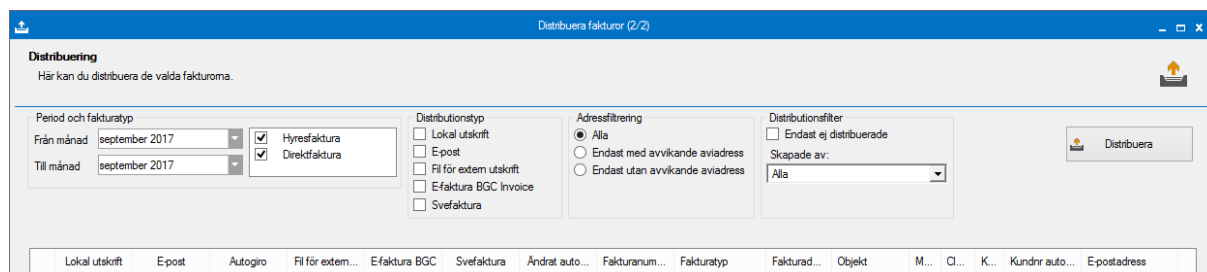 Distribuera fakturor (2/2)
Distribuering
Här kan du distribuera de valda fakturorna.
Period och fakturatyp
Från månad september 2017
Till månad september 2017
Hyresfaktura
Direktfaktura
Distributionstyp
Lokal utskrift
E-post
Fil för extern utskrift
E-faktura BGC Invoice
Svefaktura
Adressfiltrering
Alla
Endast med avvikande aviadress
Endast utan avvikande aviadress
Distributionsfilter
Endast ej distribuerade
Skapade av:
Alla
Distribuera
Lokal utskrift E-post Autogiro Fil för extern... E-faktura BGC Svefaktura Ändrat auto... Fakturanum... Fakturatyp Fakturad... Objekt M... Cl... K... Kundnr auto... E-postadress